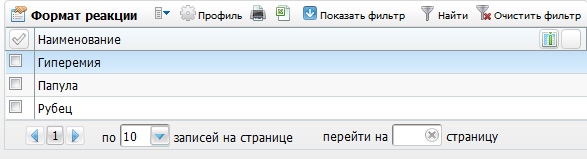 Формат реакции Профиль Показать фильтр Найти Очистить фильтр
Наименование
Гиперемия
Папула
Рубец
1 по 10 записей на странице перейти на страницу